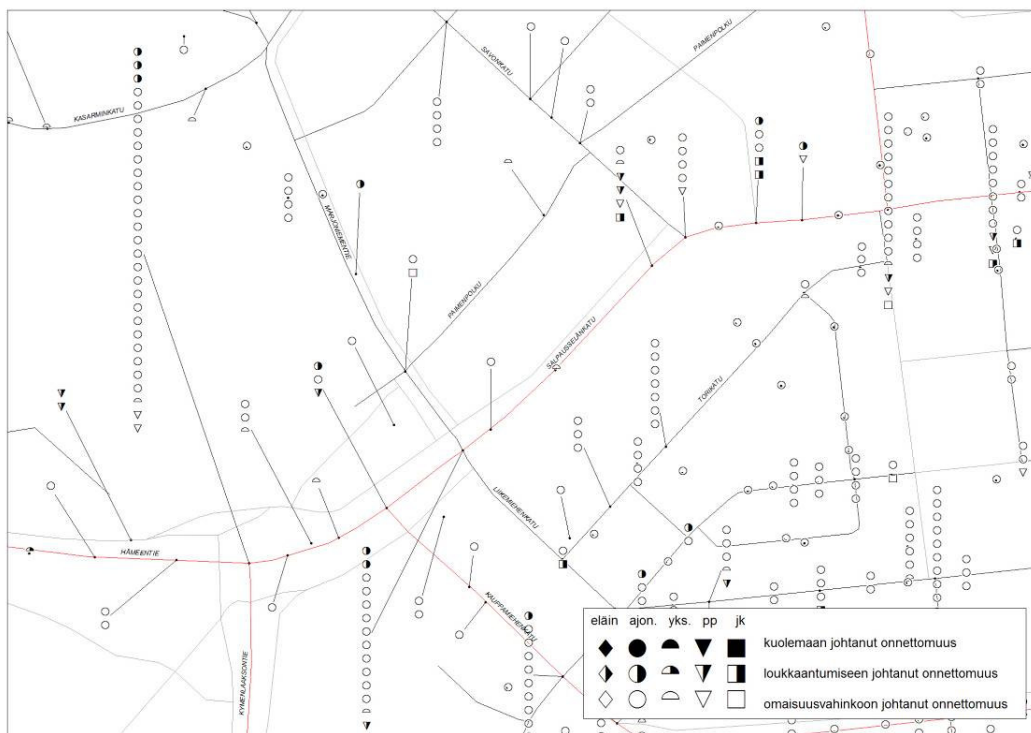 KASARMINKATU
SAVONKATU
PAIMENPOLKU
MANJONIEMENTIE
PAIMENPOLKU
SALPAUSSELÄNKATU
TORIKATU
LIIKEMIEHENKATU
HÄMEENTIE
KAUPPAMIEHENKATU
KYMENLAAKSONTIE
eläin ajon. yks. pp jk
kuolemaan johtanut onnettomuus
loukkaantumiseen johtanut onnettomuus
omaisuusvahinkoon johtanut onnettomuus